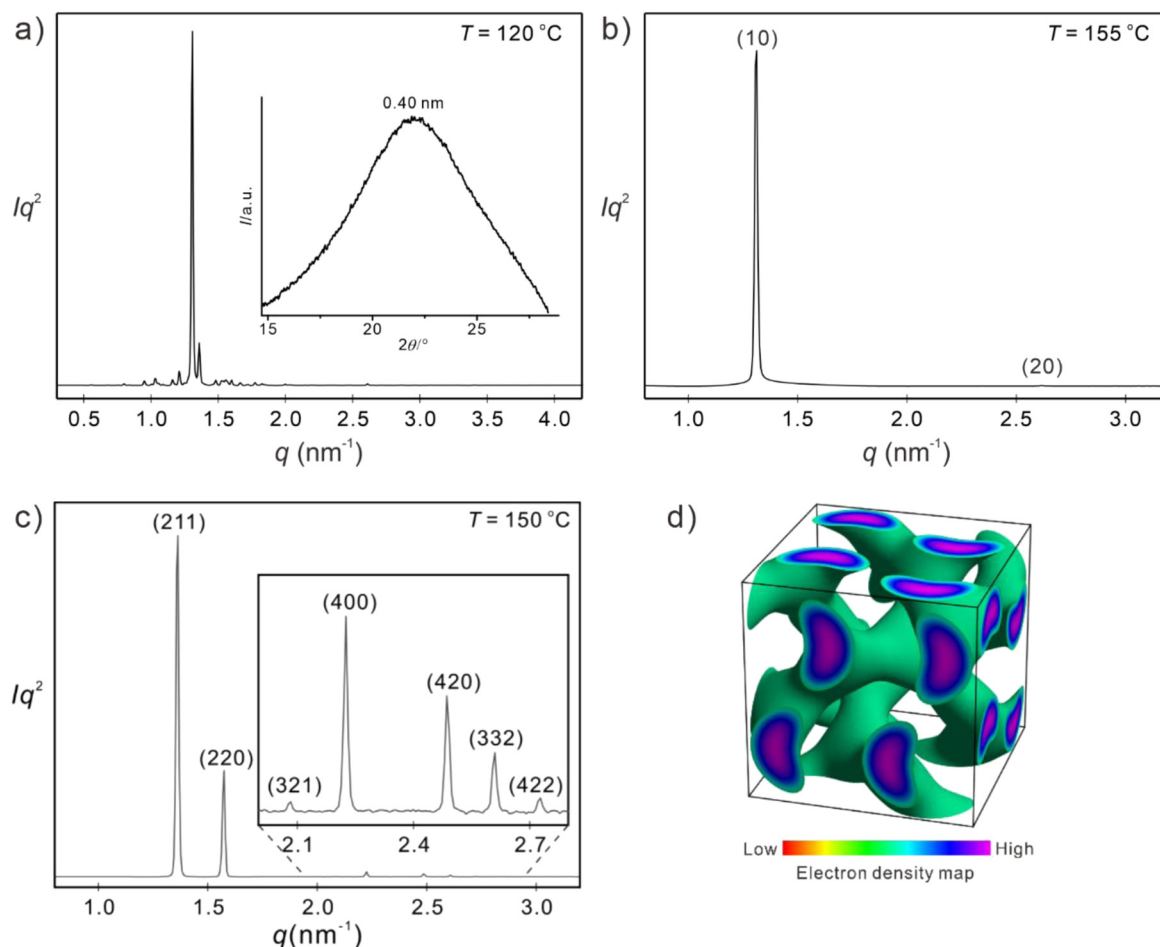 a)
T = 120 °C
Iq²
0.40 nm
I/a.u.
15 20 25
2θ/°
0.5 1.0 1.5 2.0 2.5 3.0 3.5 4.0
q (nm⁻¹)
b)
(10)
T = 155 °C
Iq²
(20)
1.0 1.5 2.0 2.5 3.0
q (nm⁻¹)
c)
(211)
T = 150 °C
Iq²
(220)
(400)
(420)
(332)
(321)
(422)
2.1 2.4 2.7
1.0 1.5 2.0 2.5 3.0
q(nm⁻¹)
d)
Low High
Electron density map